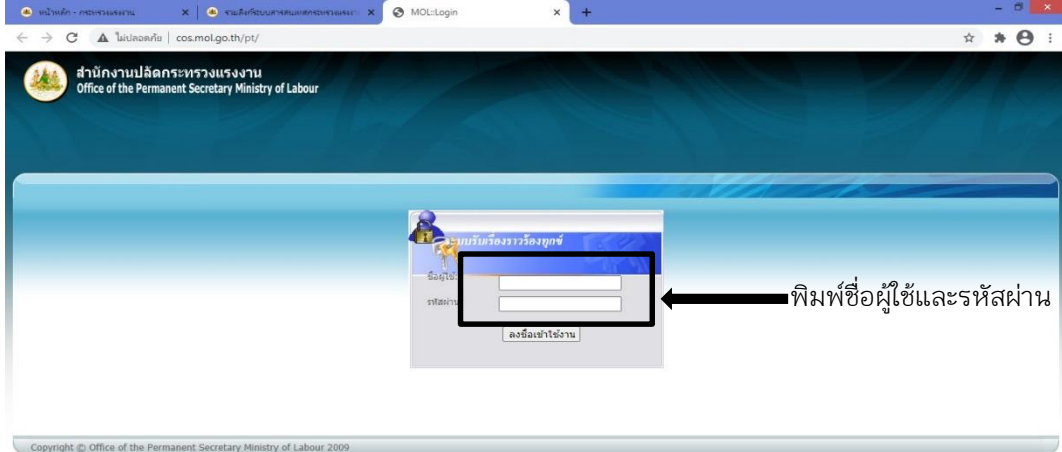 หน้าหลัก - กระทรวงแรงงาน
MOL::Login
ไม่ปลอดภัย | cos.mol.go.th/pt/
สำนักงานปลัดกระทรวงแรงงาน
Office of the Permanent Secretary Ministry of Labour
ระบบรับเรื่องราวร้องทุกข์
ชื่อผู้ใช้:
รหัสผ่าน
พิมพ์ชื่อผู้ใช้และรหัสผ่าน
ลงชื่อเข้าใช้งาน
Copyright © Office of the Permanent Secretary Ministry of Labour 2009